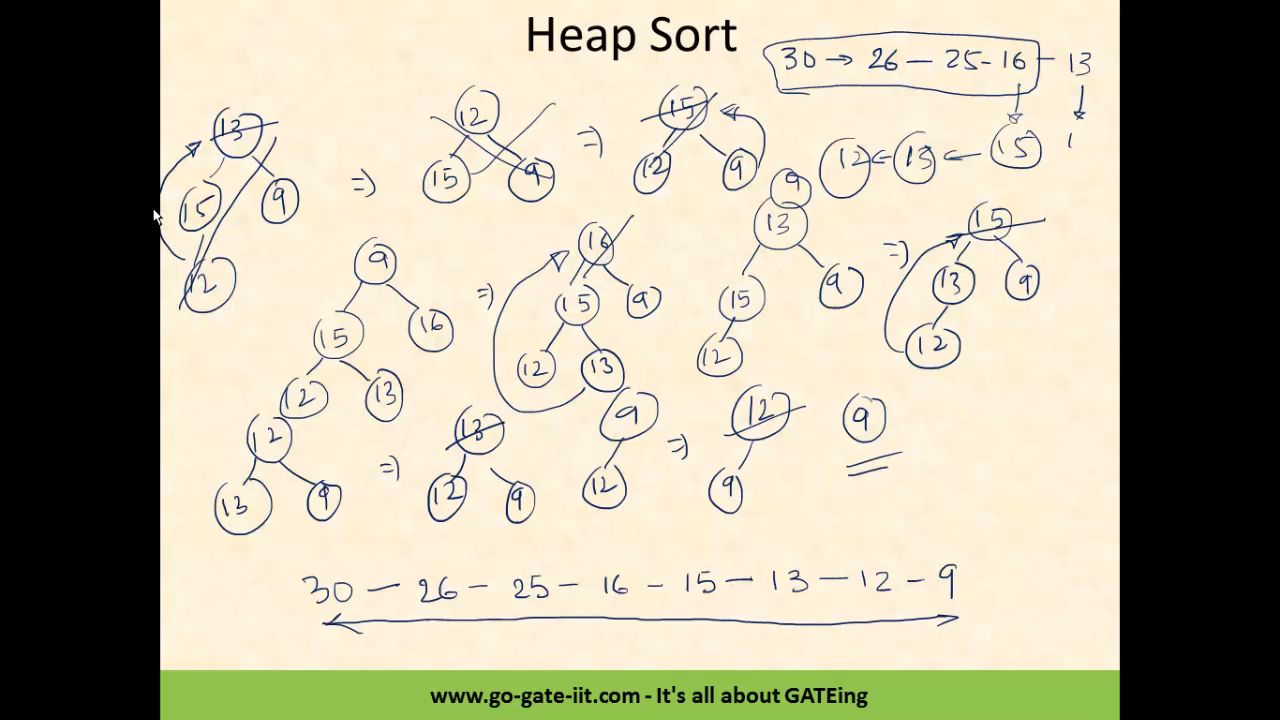 Heap Sort
30 → 26 — 25 - 16 — 13
13 12 15
15 9 ⇒ 15 9 ⇒ 12 9 12 ← 13 ← 15
12
9 16 9 15
15 16 ⇒ 15 9 13 ⇒ 13 9
12 13 12 13 15 9 12
12
12 13 9 12 9
13 9 ⇒ 12 9 12 ⇒ 9
30 — 26 — 25 — 16 — 15 — 13 — 12 — 9
www.go-gate-iit.com - It's all about GATEing